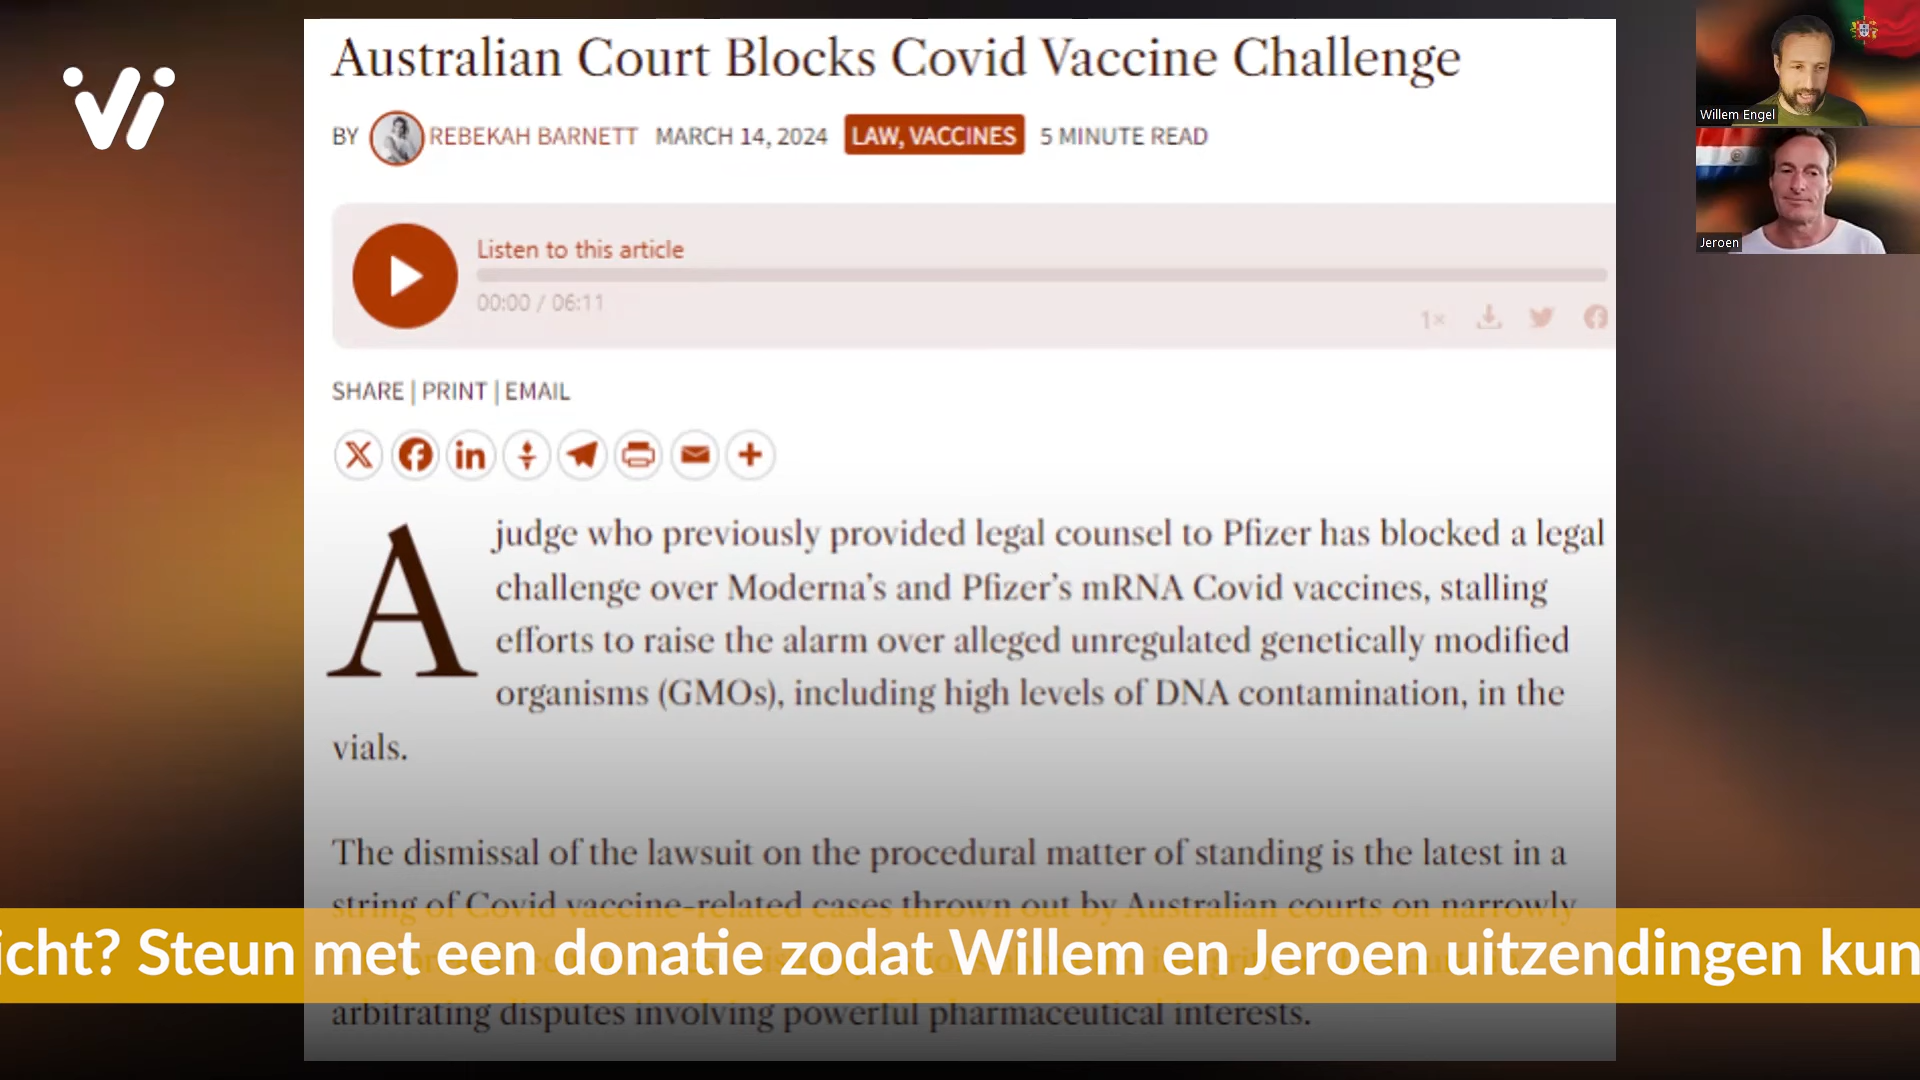 Australian Court Blocks Covid Vaccine Challenge
BY REBEKAH BARNETT MARCH 14, 2024 LAW, VACCINES 5 MINUTE READ
Listen to this article
00:00 / 06:11
1×
SHARE | PRINT | EMAIL
A judge who previously provided legal counsel to Pfizer has blocked a legal
challenge over Moderna's and Pfizer's mRNA Covid vaccines, stalling
efforts to raise the alarm over alleged unregulated genetically modified
organisms (GMOs), including high levels of DNA contamination, in the
vials.
The dismissal of the lawsuit on the procedural matter of standing is the latest in a
string of Covid vaccine-related cases thrown out by Australian courts on narrowly
icht? Steun met een donatie zodat Willem en Jeroen uitzendingen kun
arbitrating disputes involving powerful pharmaceutical interests.
Vi
Willem Engel
Jeroen